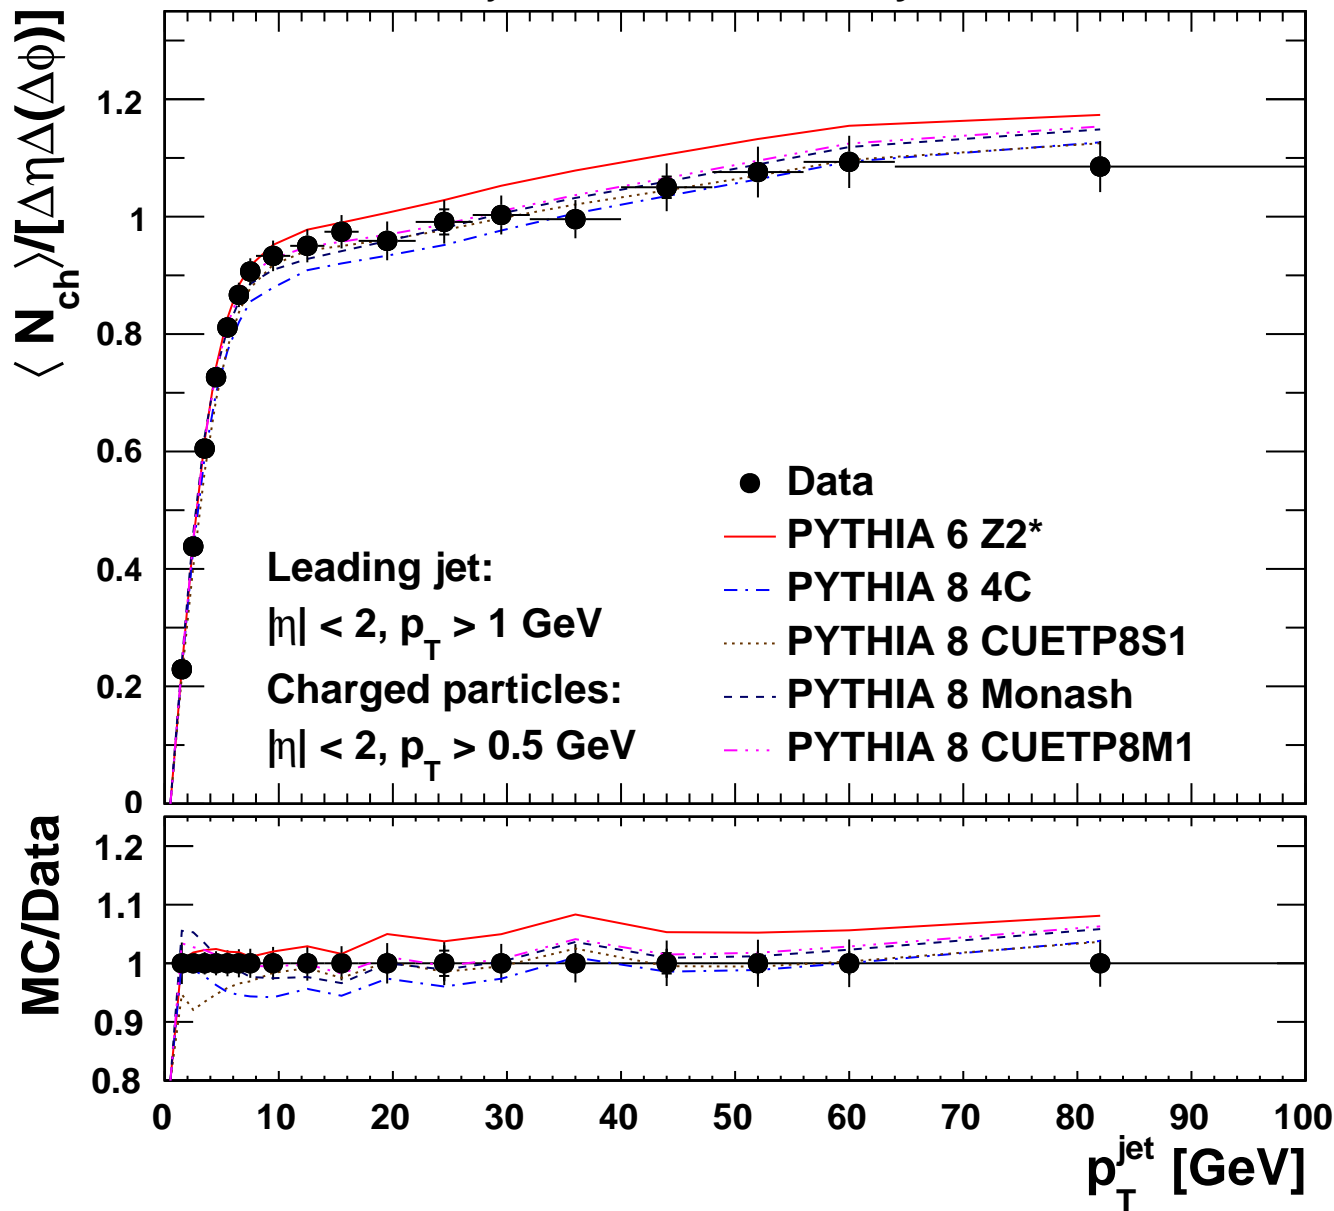 ⟨ N_ch ⟩/[ΔηΔ(Δϕ)]
1.2
1
0.8
0.6
0.4
0.2
0
Data
PYTHIA 6 Z2*
PYTHIA 8 4C
PYTHIA 8 CUETP8S1
PYTHIA 8 Monash
PYTHIA 8 CUETP8M1
Leading jet:
|η| < 2, p_T > 1 GeV
Charged particles:
|η| < 2, p_T > 0.5 GeV
MC/Data
1.2
1.1
1
0.9
0.8
0 10 20 30 40 50 60 70 80 90 100
p_T^jet [GeV]